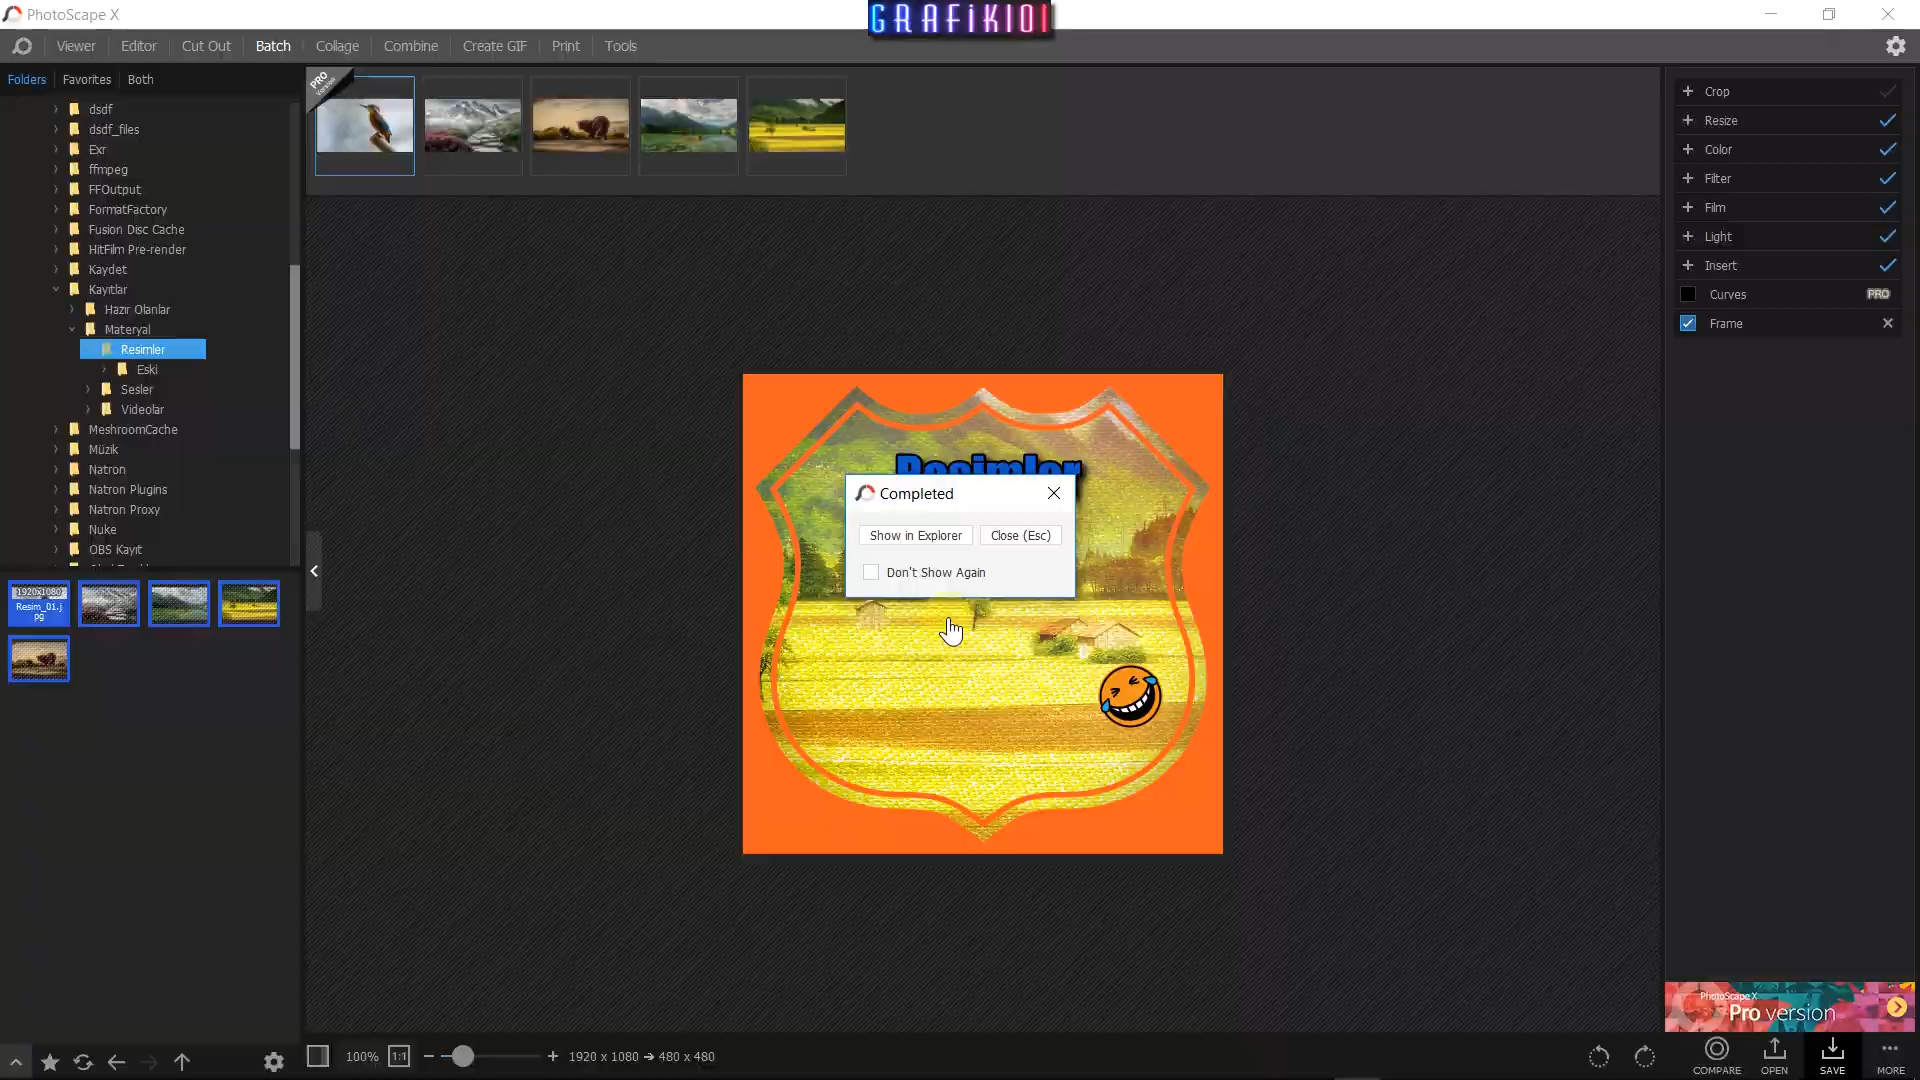 PhotoScape X
GRAFiK101
Viewer
Editor
Cut Out
Batch
Collage
Combine
Create GIF
Print
Tools
Folders
Favorites
Both
dsdf
dsdf_files
Exr
ffmpeg
FFOutput
FormatFactory
Fusion Disc Cache
HitFilm Pre-render
Kaydet
Kayıtlar
Hazır Olanlar
Materyal
Resimler
Eski
Sesler
Videolar
MeshroomCache
Müzik
Natron
Natron Plugins
Natron Proxy
Nuke
OBS Kayıt
1920x1080
Resim_01.j
pg
PRO
Version
Resimler
Completed
Show in Explorer
Close (Esc)
Don't Show Again
Crop
Resize
Color
Filter
Film
Light
Insert
Curves
PRO
Frame
PhotoScape X
Pro version
100%
1:1
1920 x 1080 → 480 x 480
COMPARE
OPEN
SAVE
MORE